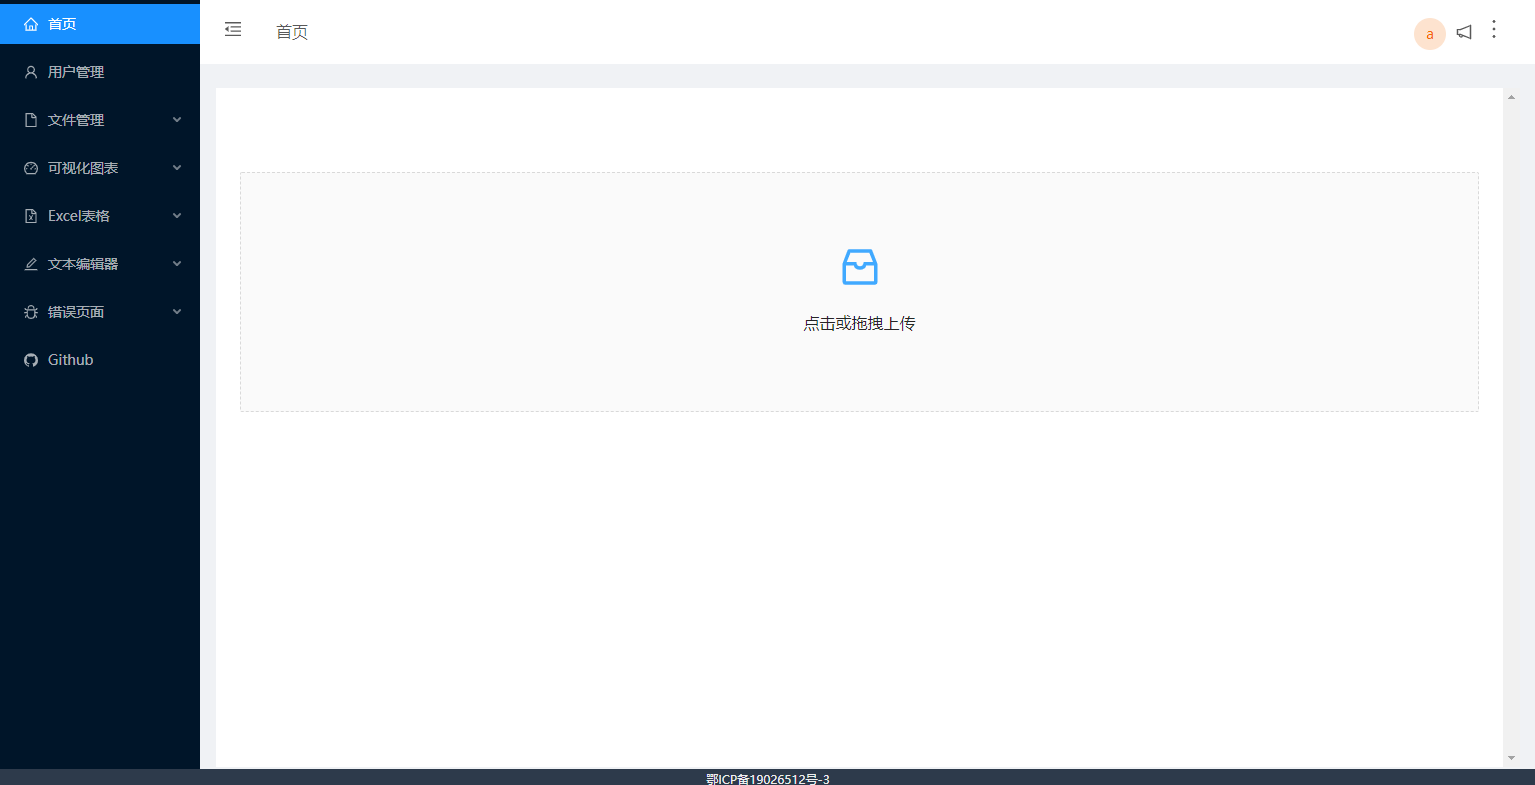 首页
用户管理
文件管理
可视化图表
Excel表格
文本编辑器
错误页面
Github
首页
a
点击或拖拽上传
鄂ICP备19026512号-3